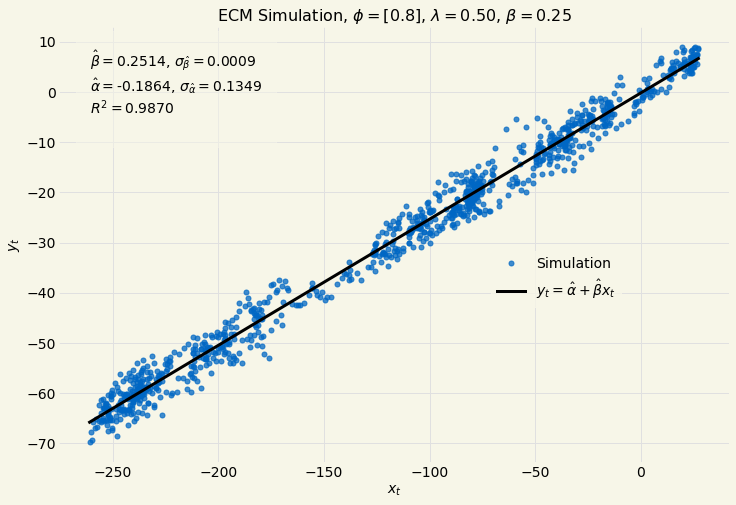 ECM Simulation, ϕ = [0.8], λ = 0.50, β = 0.25
β̂ = 0.2514, σ_β̂ = 0.0009
α̂ = -0.1864, σ_α̂ = 0.1349
R² = 0.9870
10
0
−10
−20
−30
−40
−50
−60
−70
y_t
Simulation
y_t = α̂ + β̂x_t
−250
−200
−150
−100
−50
0
x_t